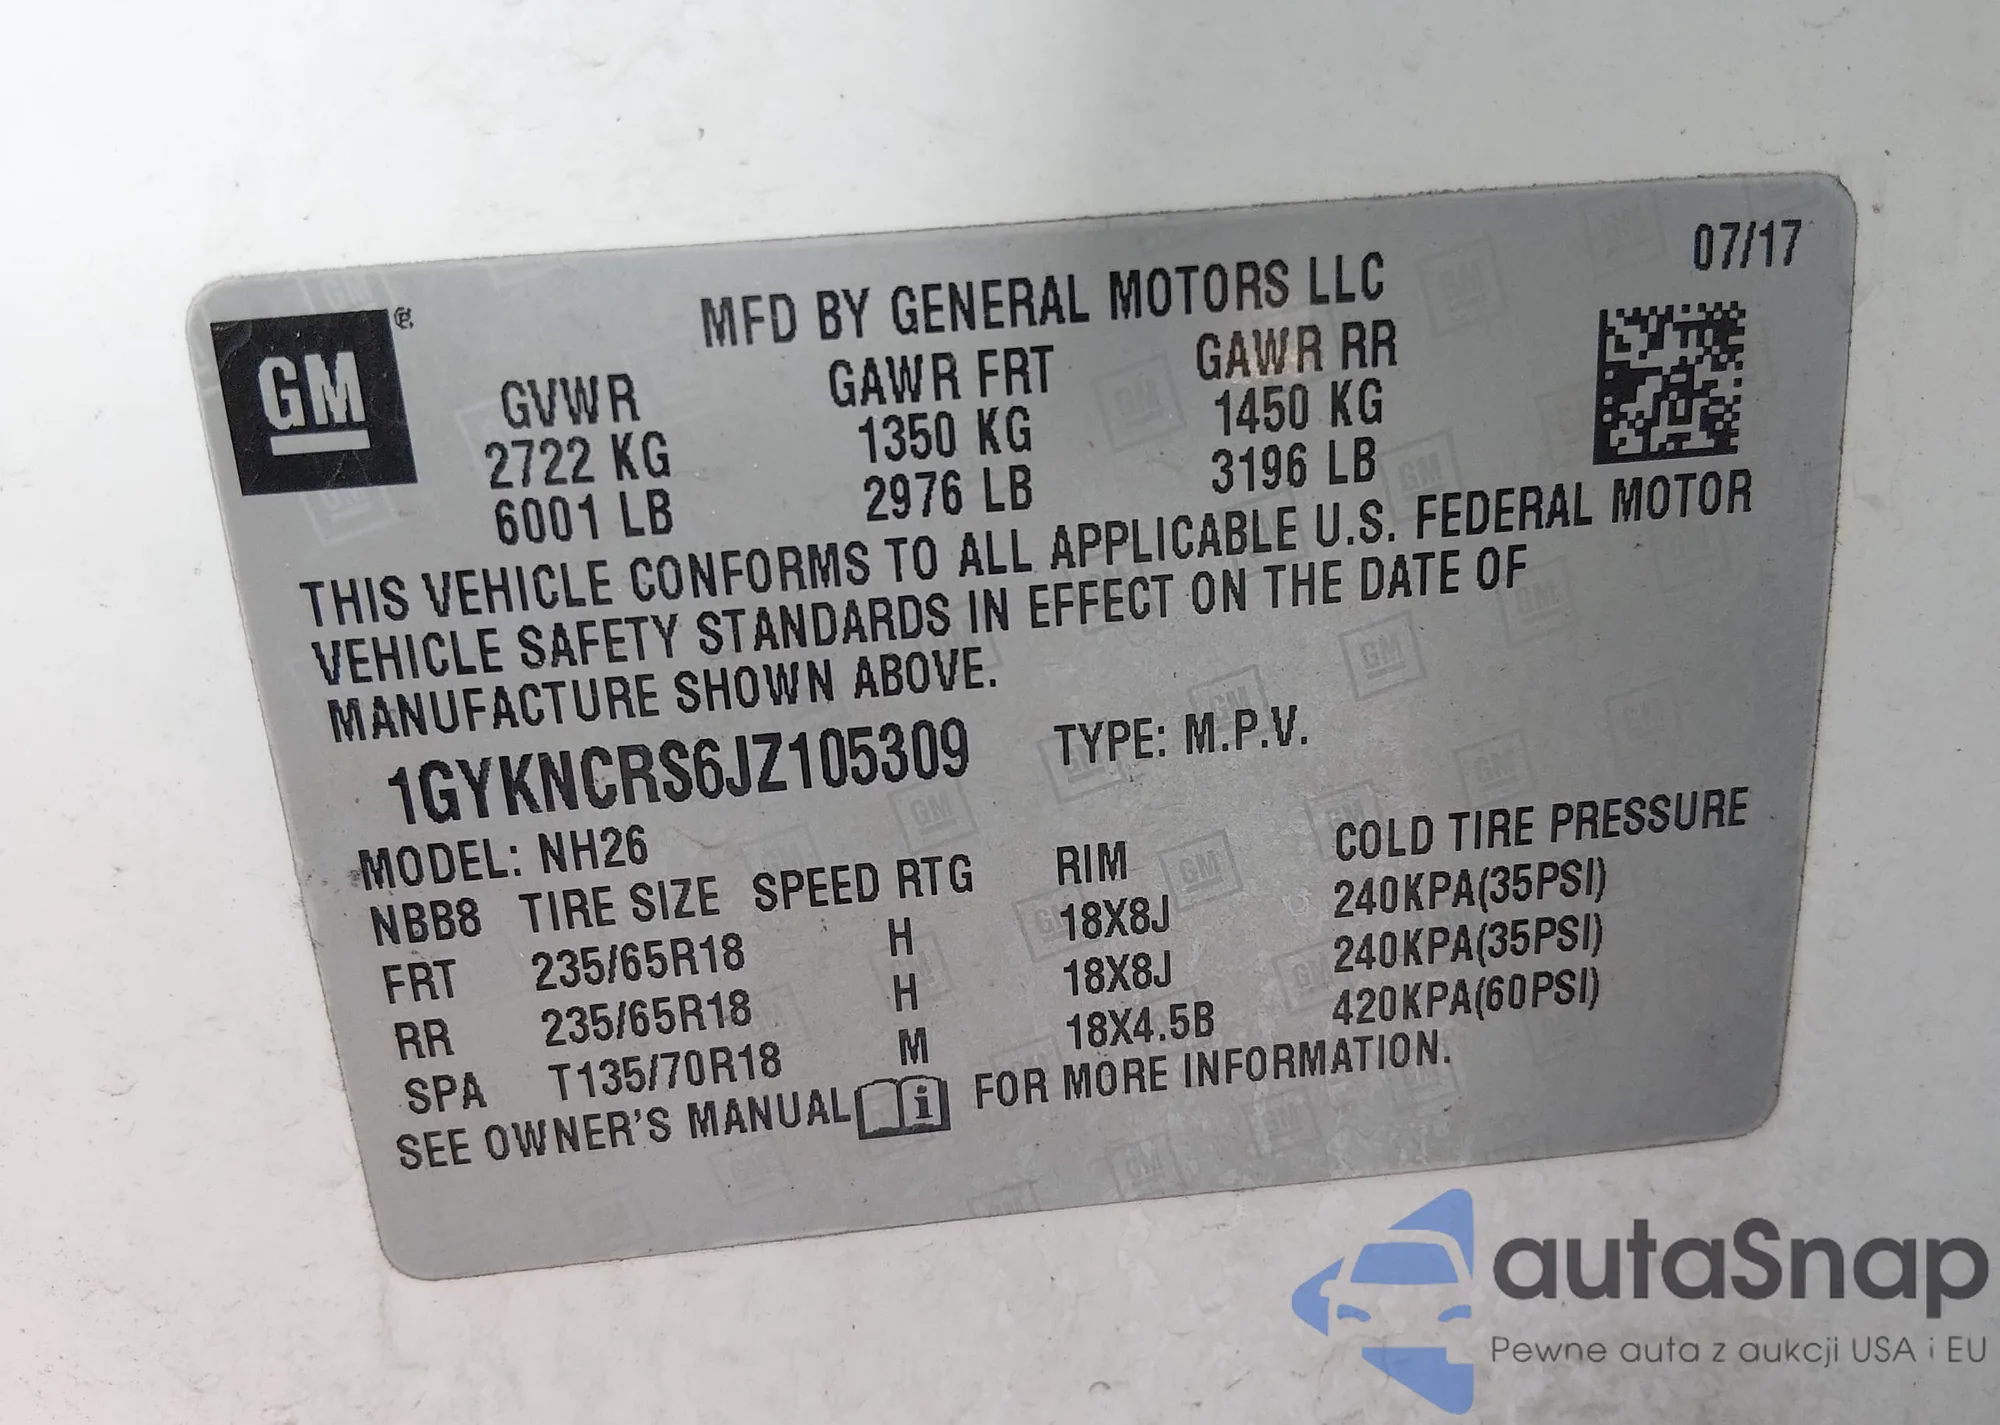 07/17
GM
MFD BY GENERAL MOTORS LLC
GVWR GAWR FRT GAWR RR
2722 KG 1350 KG 1450 KG
6001 LB 2976 LB 3196 LB
THIS VEHICLE CONFORMS TO ALL APPLICABLE U.S. FEDERAL MOTOR
VEHICLE SAFETY STANDARDS IN EFFECT ON THE DATE OF
MANUFACTURE SHOWN ABOVE.
1GYKNCRS6JZ105309 TYPE: M.P.V.
MODEL: NH26
NBB8 TIRE SIZE SPEED RTG RIM COLD TIRE PRESSURE
FRT 235/65R18 H 18X8J 240KPA(35PSI)
RR 235/65R18 H 18X8J 240KPA(35PSI)
SPA T135/70R18 M 18X4.5B 420KPA(60PSI)
SEE OWNER'S MANUAL i FOR MORE INFORMATION.
autaSnap
Pewne auta z aukcji USA i EU